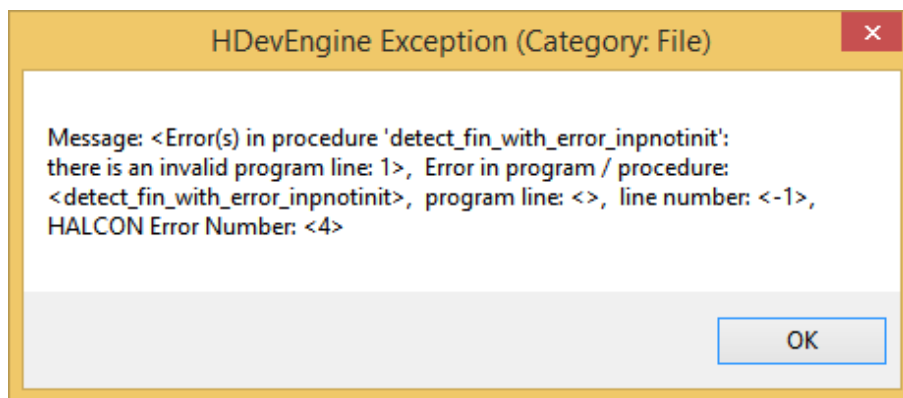 HDevEngine Exception (Category: File)
×
Message: <Error(s) in procedure 'detect_fin_with_error_inpnotinit':
there is an invalid program line: 1>, Error in program / procedure:
<detect_fin_with_error_inpnotinit>, program line: <>, line number: <-1>,
HALCON Error Number: <4>
OK